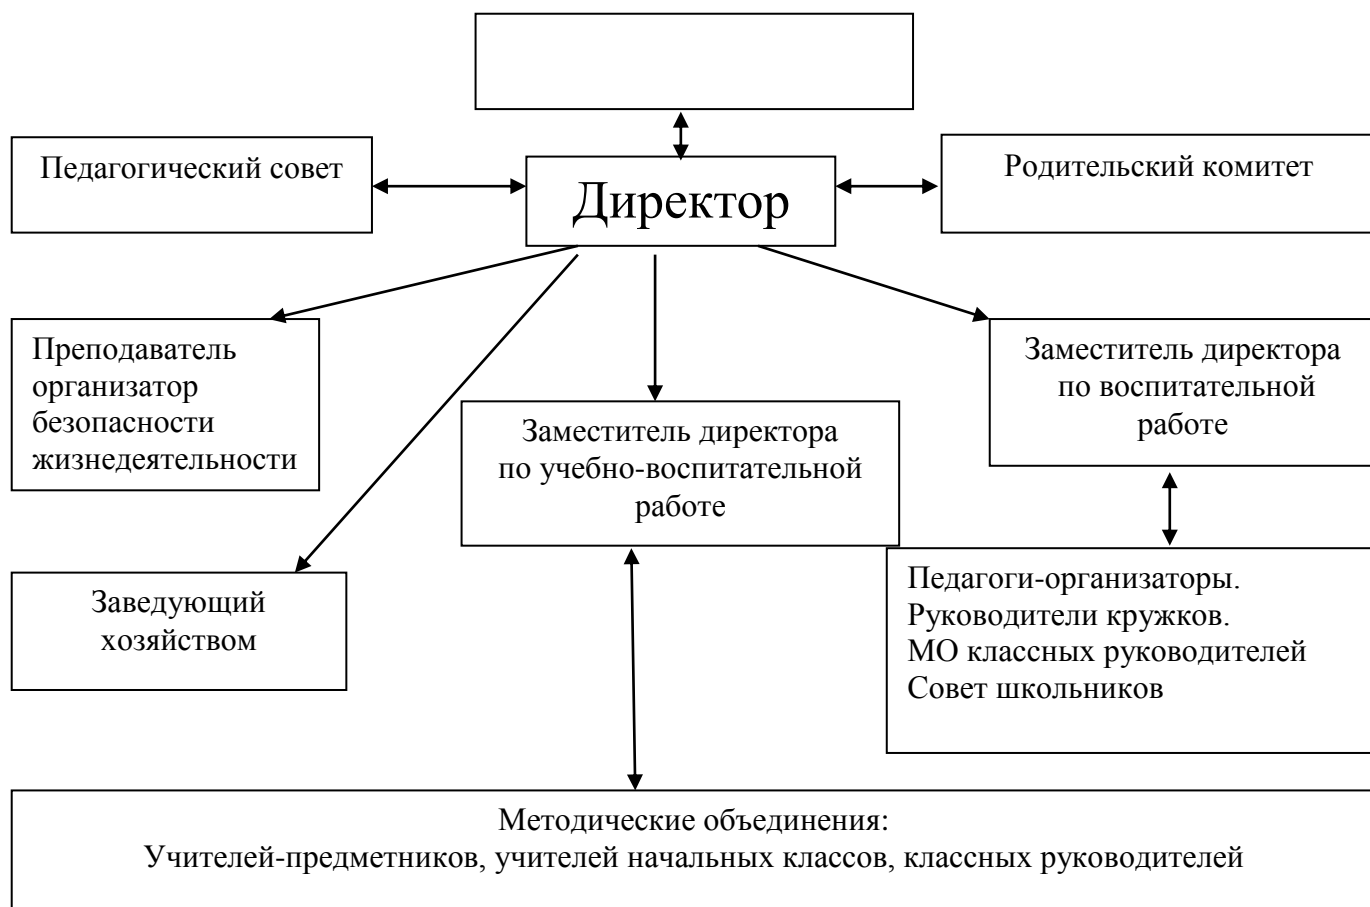 Педагогический совет
Родительский комитет
Директор
Преподаватель
организатор
безопасности
жизнедеятельности
Заместитель директора
по учебно-воспитательной
работе
Заместитель директора
по воспитательной
работе
Заведующий
хозяйством
Педагоги-организаторы.
Руководители кружков.
МО классных руководителей
Совет школьников
Методические объединения:
Учителей-предметников, учителей начальных классов, классных руководителей